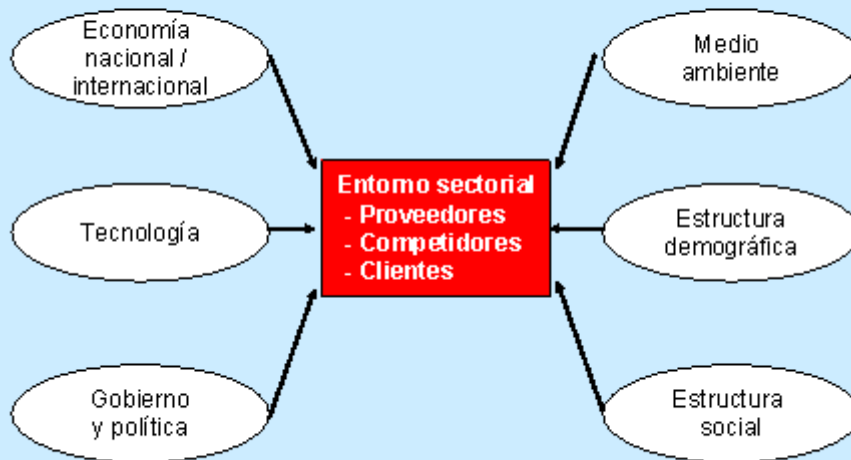 Economía
nacional /
internacional
Medio
ambiente
Entorno sectorial
- Proveedores
- Competidores
- Clientes
Tecnología
Estructura
demográfica
Gobierno
y política
Estructura
social